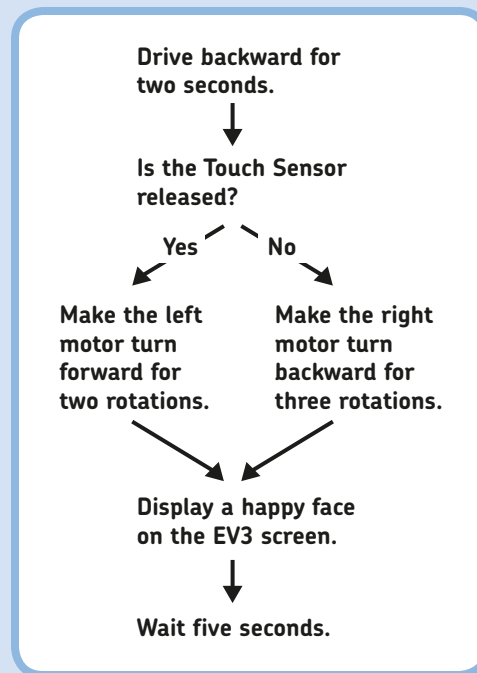 Drive backward for
two seconds.
Is the Touch Sensor
released?
Yes
No
Make the left
motor turn
forward for
two rotations.
Make the right
motor turn
backward for
three rotations.
Display a happy face
on the EV3 screen.
Wait five seconds.